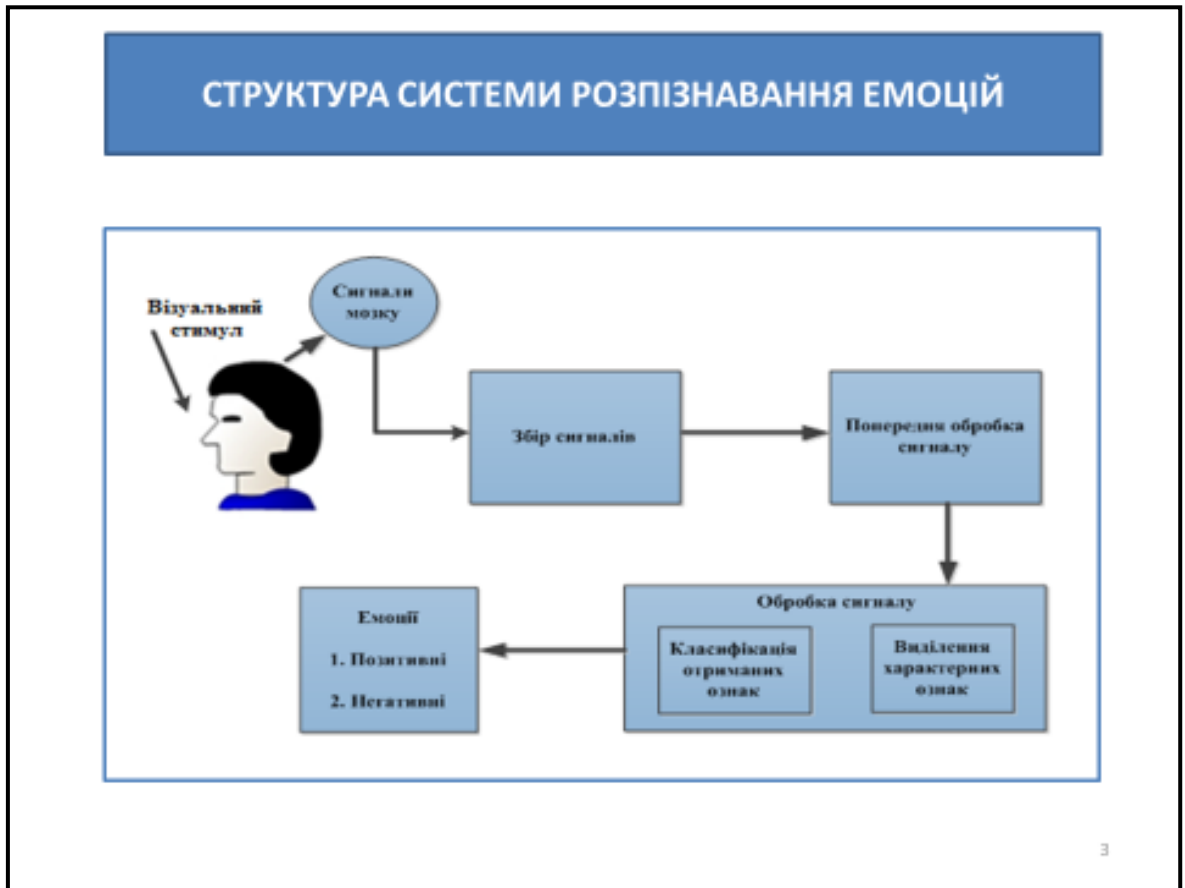 СТРУКТУРА СИСТЕМИ РОЗПІЗНАВАННЯ ЕМОЦІЙ
Візуальний
стимул
Сигнали
мозку
Збір сигналів
Попередня обробка
сигналу
Обробка сигналу
Класифікація
отриманих
ознак
Виділення
характерних
ознак
Емоції
1. Позитивні
2. Негативні
3